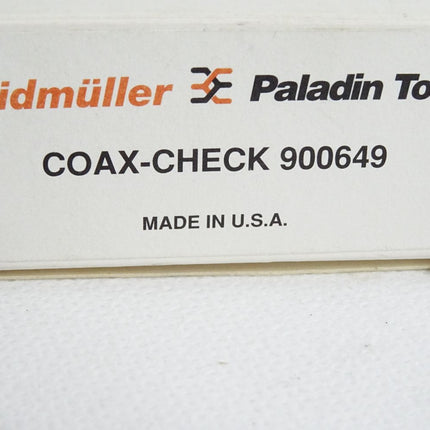 idmüller Paladin To
COAX-CHECK 900649
MADE IN U.S.A.